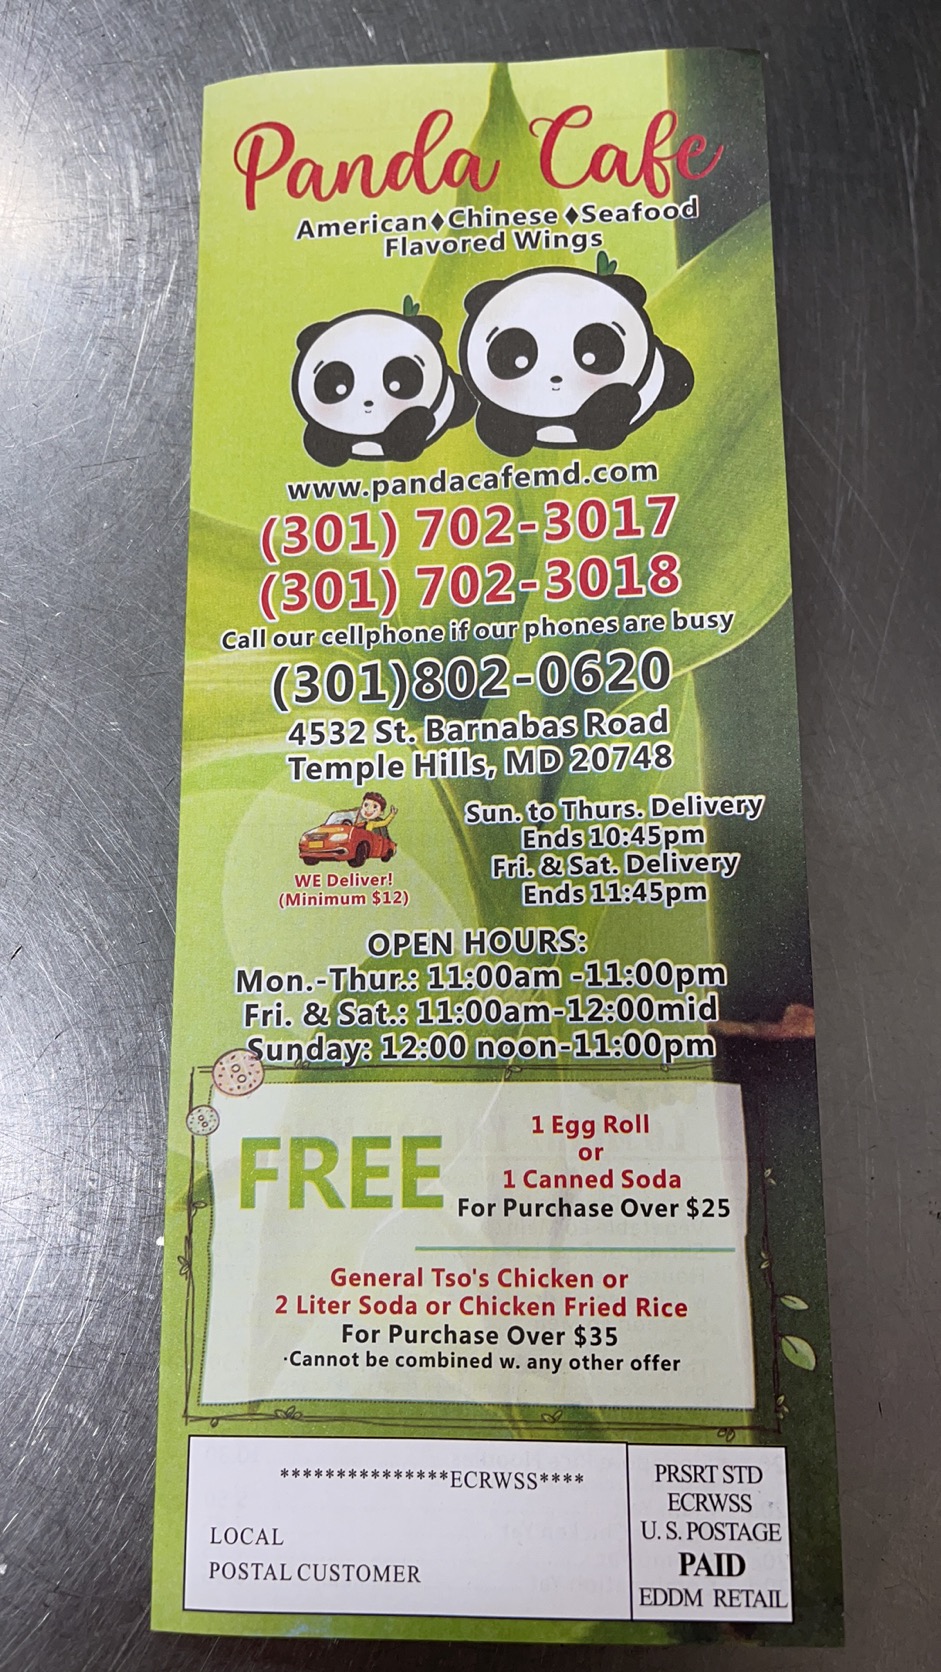 Panda Cafe
American♦Chinese♦Seafood
Flavored Wings
www.pandacafemd.com
(301) 702-3017
(301) 702-3018
Call our cellphone if our phones are busy
(301)802-0620
4532 St. Barnabas Road
Temple Hills, MD 20748
WE Deliver!
(Minimum $12)
Sun. to Thurs. Delivery
Ends 10:45pm
Fri. & Sat. Delivery
Ends 11:45pm
OPEN HOURS:
Mon.-Thur.: 11:00am -11:00pm
Fri. & Sat.: 11:00am-12:00mid
Sunday: 12:00 noon-11:00pm
FREE
1 Egg Roll
or
1 Canned Soda
For Purchase Over $25
General Tso's Chicken or
2 Liter Soda or Chicken Fried Rice
For Purchase Over $35
·Cannot be combined w. any other offer
***************ECRWSS****
LOCAL
POSTAL CUSTOMER
PRSRT STD
ECRWSS
U. S. POSTAGE
PAID
EDDM RETAIL